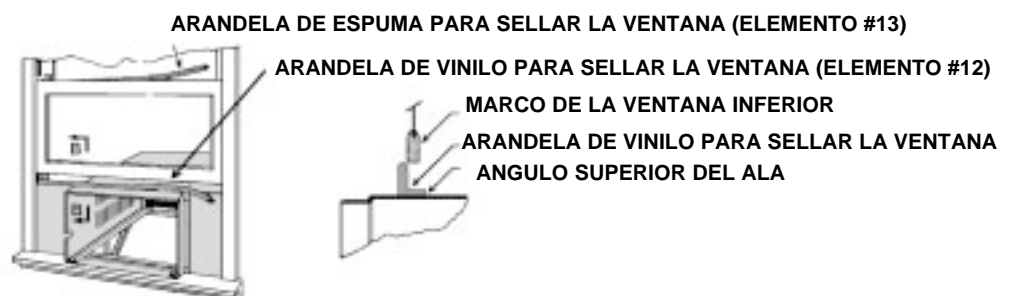 ARANDELA DE ESPUMA PARA SELLAR LA VENTANA (ELEMENTO #13)
ARANDELA DE VINILO PARA SELLAR LA VENTANA (ELEMENTO #12)
MARCO DE LA VENTANA INFERIOR
ARANDELA DE VINILO PARA SELLAR LA VENTANA
ANGULO SUPERIOR DEL ALA